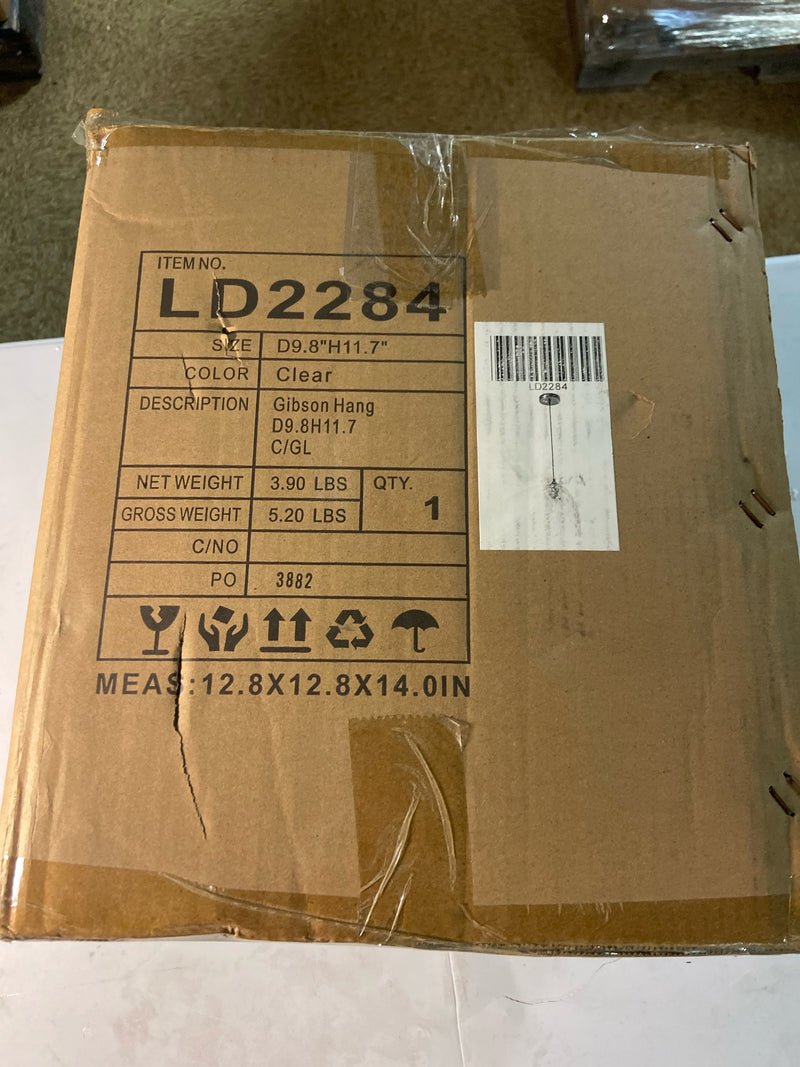 ITEM NO.
LD2284
SIZE D9.8"H11.7"
COLOR Clear
DESCRIPTION Gibson Hang
D9.8H11.7
C/GL
NET WEIGHT 3.90 LBS
QTY.
1
GROSS WEIGHT 5.20 LBS
C/NO
PO 3882
MEAS:12.8X12.8X14.0IN
LD2284